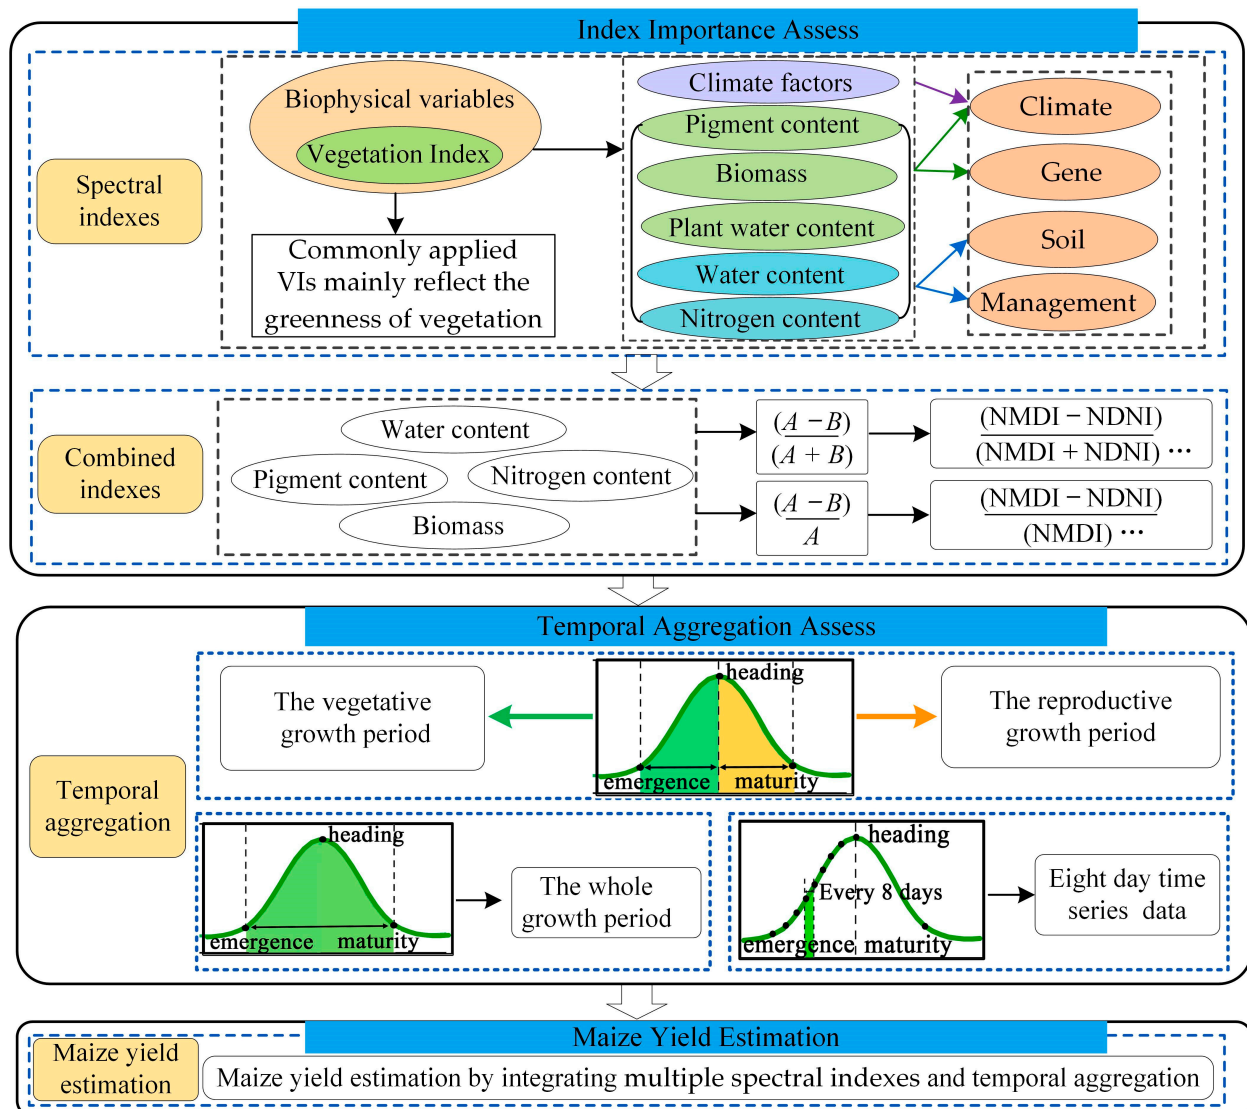 Index Importance Assess
Spectral
indexes
Biophysical variables
Vegetation Index
Commonly applied
VIs mainly reflect the
greenness of vegetation
Climate factors
Pigment content
Biomass
Plant water content
Water content
Nitrogen content
Climate
Gene
Soil
Management
Combined
indexes
Water content
Pigment content
Nitrogen content
Biomass
(A − B)
(A + B)
(NMDI − NDNI)
(NMDI + NDNI) ···
(A − B)
A
(NMDI − NDNI)
(NMDI) ···
Temporal Aggregation Assess
Temporal
aggregation
The vegetative
growth period
heading
emergence
maturity
The reproductive
growth period
heading
emergence
maturity
The whole
growth period
heading
Every 8 days
emergence
maturity
Eight day time
series data
Maize Yield Estimation
Maize yield
estimation
Maize yield estimation by integrating multiple spectral indexes and temporal aggregation